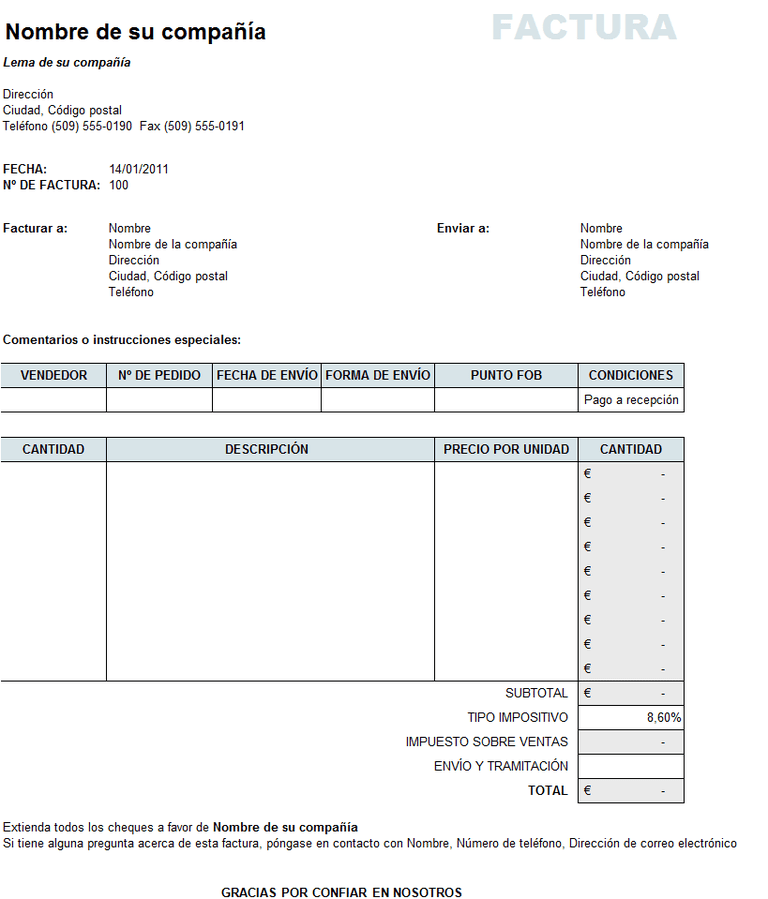 FACTURA
Nombre de su compañía
Lema de su compañía
Dirección
Ciudad, Código postal
Teléfono (509) 555-0190 Fax (509) 555-0191
FECHA: 14/01/2011
Nº DE FACTURA: 100
Facturar a: Nombre Enviar a: Nombre
Nombre de la compañía Nombre de la compañía
Dirección Dirección
Ciudad, Código postal Ciudad, Código postal
Teléfono Teléfono
Comentarios o instrucciones especiales:
VENDEDOR Nº DE PEDIDO FECHA DE ENVÍO FORMA DE ENVÍO PUNTO FOB CONDICIONES
Pago a recepción
CANTIDAD DESCRIPCIÓN PRECIO POR UNIDAD CANTIDAD
€ -
€ -
€ -
€ -
€ -
€ -
€ -
€ -
€ -
SUBTOTAL € -
TIPO IMPOSITIVO 8,60%
IMPUESTO SOBRE VENTAS -
ENVÍO Y TRAMITACIÓN
TOTAL € -
Extienda todos los cheques a favor de Nombre de su compañía
Si tiene alguna pregunta acerca de esta factura, póngase en contacto con Nombre, Número de teléfono, Dirección de correo electrónico
GRACIAS POR CONFIAR EN NOSOTROS